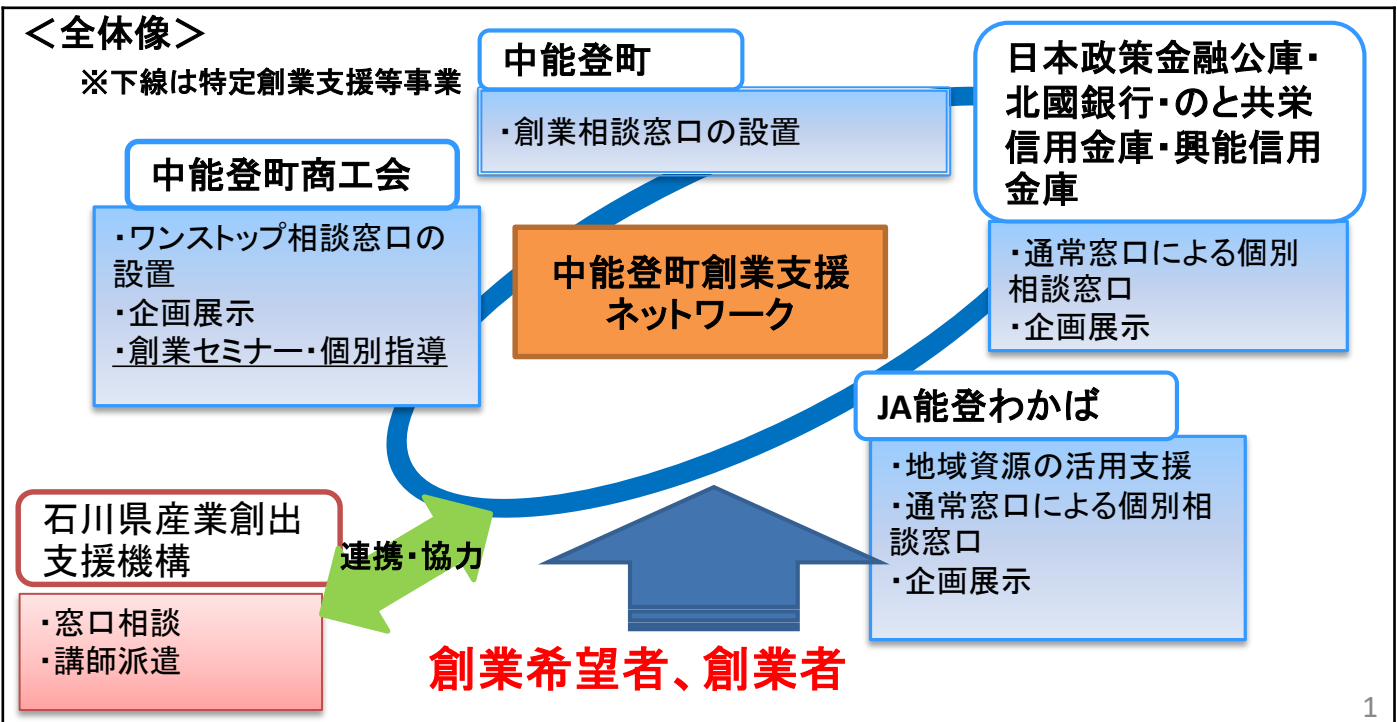 ＜全体像＞
※下線は特定創業支援等事業
中能登町
・創業相談窓口の設置
日本政策金融公庫・
北國銀行・のと共栄
信用金庫・興能信用
金庫
・通常窓口による個別
相談窓口
・企画展示
中能登町商工会
・ワンストップ相談窓口の
設置
・企画展示
・創業セミナー・個別指導
中能登町創業支援
ネットワーク
JA能登わかば
・地域資源の活用支援
・通常窓口による個別相
談窓口
・企画展示
石川県産業創出
支援機構
・窓口相談
・講師派遣
連携・協力
創業希望者、創業者
1